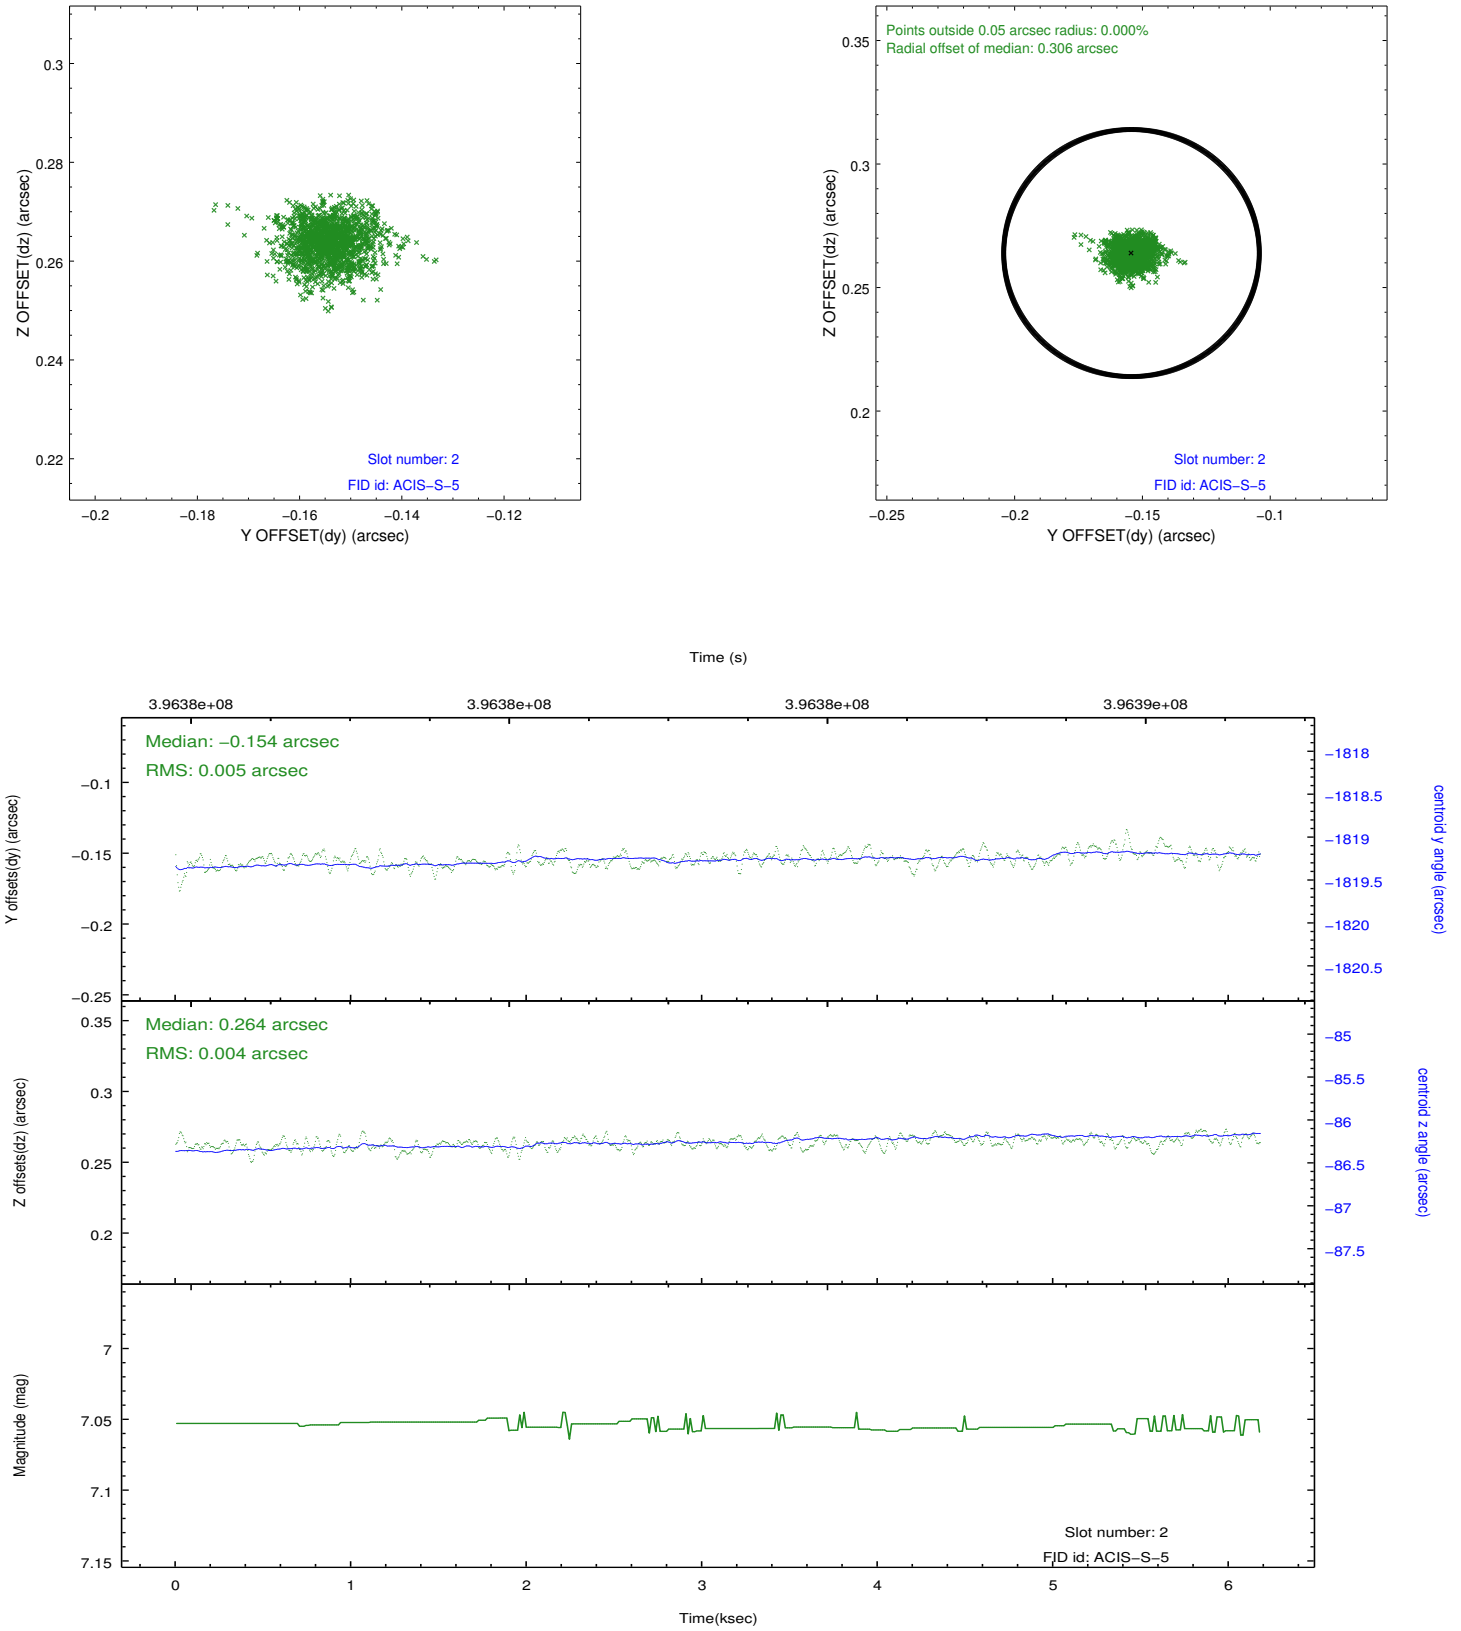 0.3
0.28
0.26
0.24
0.22
Z OFFSET(dz) (arcsec)
Slot number: 2
FID id: ACIS−S−5
−0.2 −0.18 −0.16 −0.14 −0.12
Y OFFSET(dy) (arcsec)
Points outside 0.05 arcsec radius: 0.000%
Radial offset of median: 0.306 arcsec
0.35
0.3
0.25
0.2
Z OFFSET(dz) (arcsec)
Slot number: 2
FID id: ACIS−S−5
−0.25 −0.2 −0.15 −0.1
Y OFFSET(dy) (arcsec)
Time (s)
3.9638e+08 3.9638e+08 3.9638e+08 3.9639e+08
Median: −0.154 arcsec
RMS: 0.005 arcsec
−0.1
−0.15
−0.2
−0.25
Y offsets(dy) (arcsec)
−1818
−1818.5
−1819
−1819.5
−1820
−1820.5
centroid y angle (arcsec)
Median: 0.264 arcsec
RMS: 0.004 arcsec
0.35
0.3
0.25
0.2
Z offsets(dz) (arcsec)
−85
−85.5
−86
−86.5
−87
−87.5
centroid z angle (arcsec)
7
7.05
7.1
7.15
Magnitude (mag)
Slot number: 2
FID id: ACIS−S−5
0 1 2 3 4 5 6
Time(ksec)